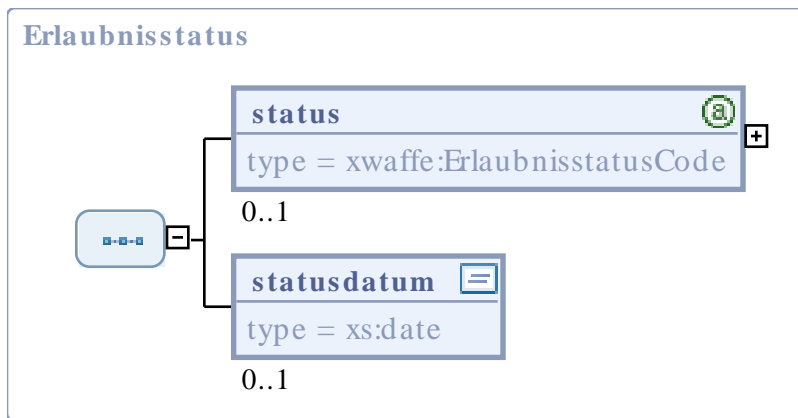 Erlaubnisstatus
status
type = xwaffe:ErlaubnisstatusCode
0..1
statusdatum
type = xs:date
0..1